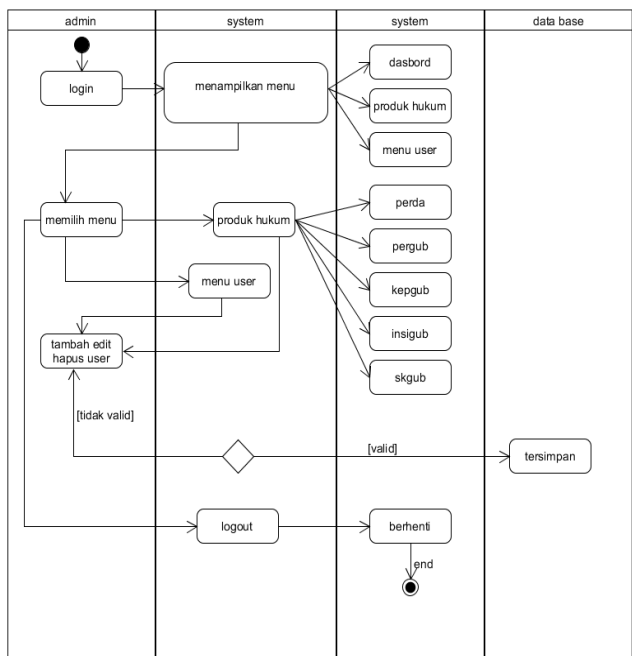 admin
system
system
data base
login
menampilkan menu
dasbord
produk hukum
menu user
memilih menu
produk hukum
perda
pergub
menu user
kepgub
tambah edit
hapus user
insigub
skgub
[tidak valid]
[valid]
tersimpan
logout
berhenti
end